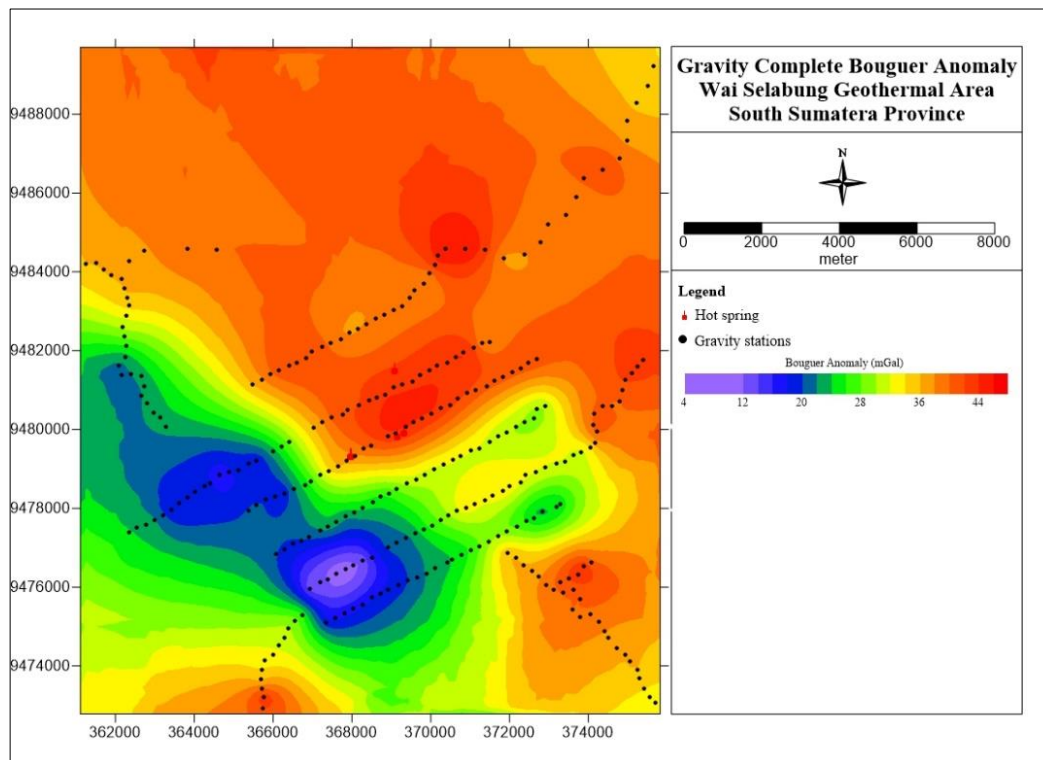 Gravity Complete Bouguer Anomaly
Wai Selabung Geothermal Area
South Sumatera Province
N
0 2000 4000 6000 8000
meter
Legend
Hot spring
Gravity stations
Bouguer Anomaly (mGal)
4 12 20 28 36 44
9488000
9486000
9484000
9482000
9480000
9478000
9476000
9474000
362000 364000 366000 368000 370000 372000 374000